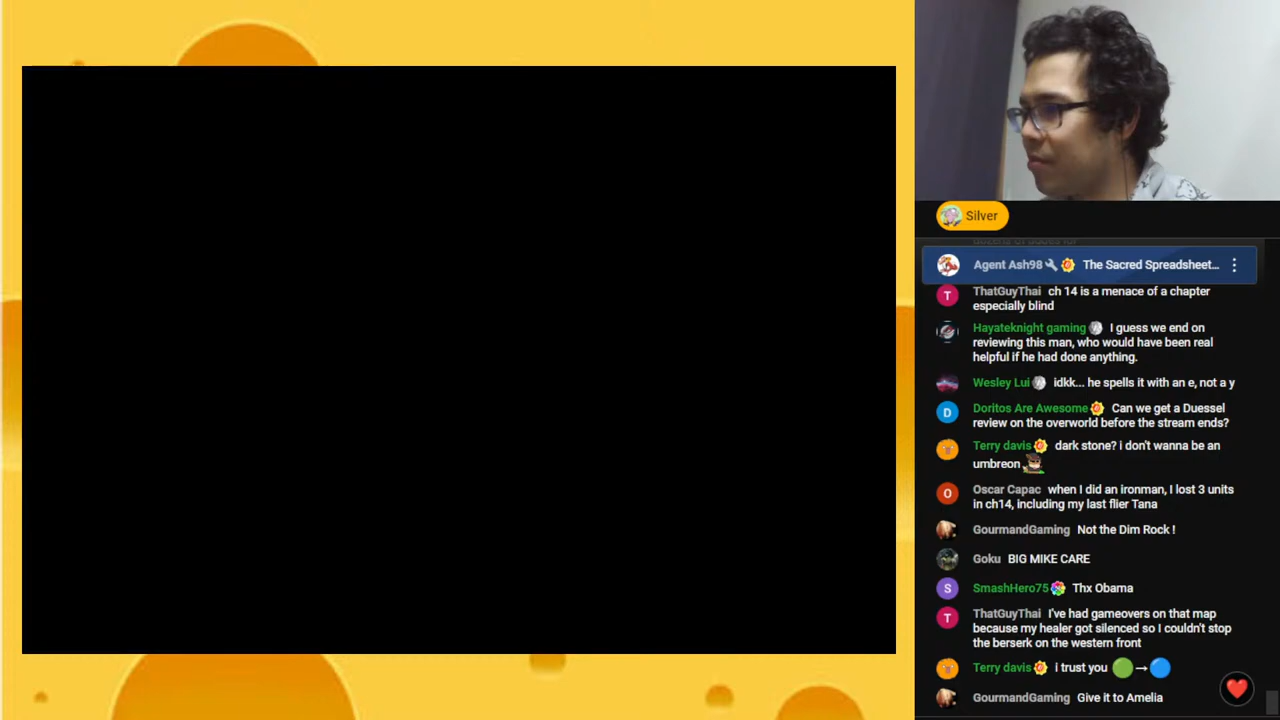 Silver
Agent Ash98 The Sacred Spreadsheet...
ThatGuyThai ch 14 is a menace of a chapter
especially blind
Hayateknight gaming I guess we end on
reviewing this man, who would have been real
helpful if he had done anything.
Wesley Lui idkk... he spells it with an e, not a y
Doritos Are Awesome Can we get a Duessel
review on the overworld before the stream ends?
Terry davis dark stone? i don't wanna be an
umbreon
Oscar Capac when I did an ironman, I lost 3 units
in ch14, including my last flier Tana
GourmandGaming Not the Dim Rock !
Goku BIG MIKE CARE
SmashHero75 Thx Obama
ThatGuyThai I've had gameovers on that map
because my healer got silenced so I couldn't stop
the berserk on the western front
Terry davis i trust you
GourmandGaming Give it to Amelia
T
D
O
S
T